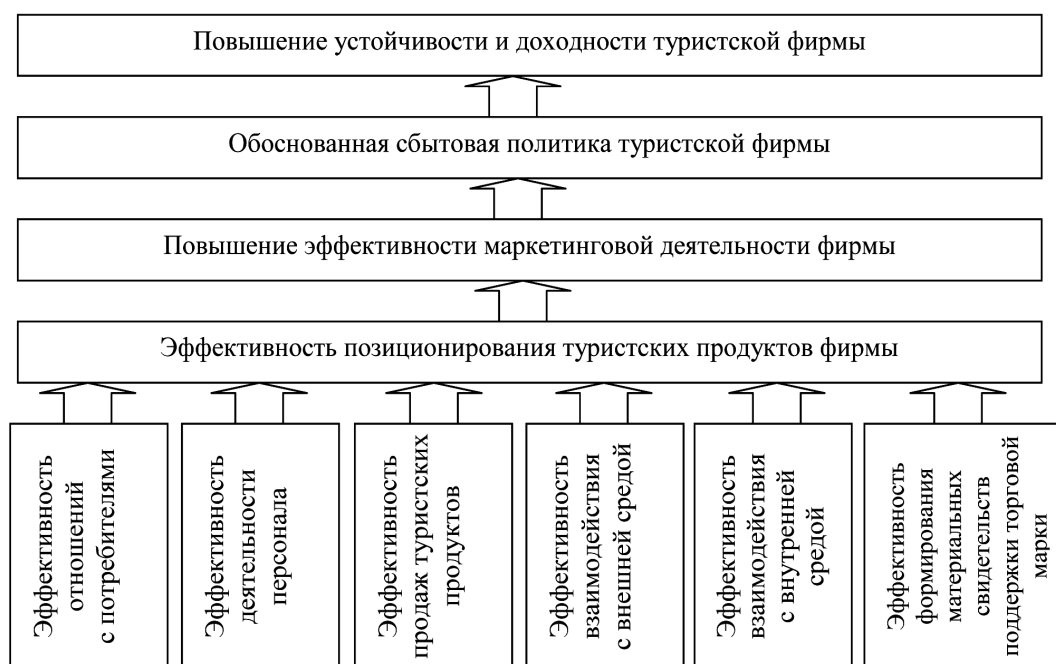 Повышение устойчивости и доходности туристской фирмы
Обоснованная сбытовая политика туристской фирмы
Повышение эффективности маркетинговой деятельности фирмы
Эффективность позиционирования туристских продуктов фирмы
Эффективность
отношений
с потребителями
Эффективность
деятельности
персонала
Эффективность
продаж туристских
продуктов
Эффективность
взаимодействия
с внешней средой
Эффективность
взаимодействия
с внутренней
средой
Эффективность
формирования
материальных
свидетельств
поддержки торговой
марки